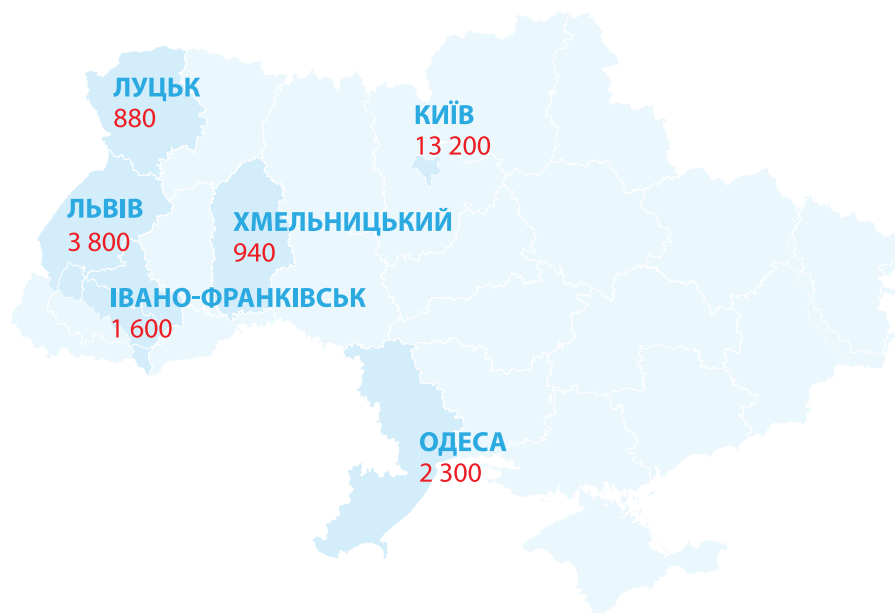 ЛУЦЬК
880
КИЇВ
13 200
ЛЬВІВ
3 800
ХМЕЛЬНИЦЬКИЙ
940
ІВАНО-ФРАНКІВСЬК
1 600
ОДЕСА
2 300